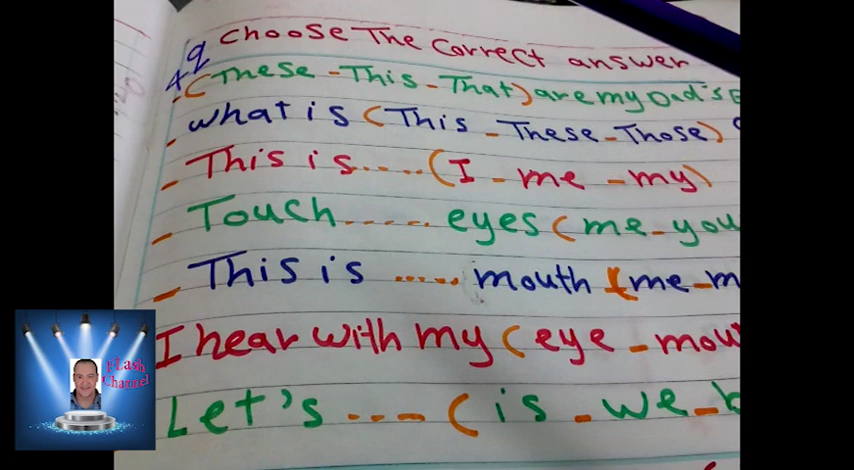 q Choose The Correct answer
- (These - This - That) are my Dad's
- what is (This - These - Those)
- This is..... (I - me - my)
- Touch ...... eyes (me - you
- This is ..... mouth (me - m
I hear with my (eye - mou
Let's .... ( is - we -
Flash
Channel